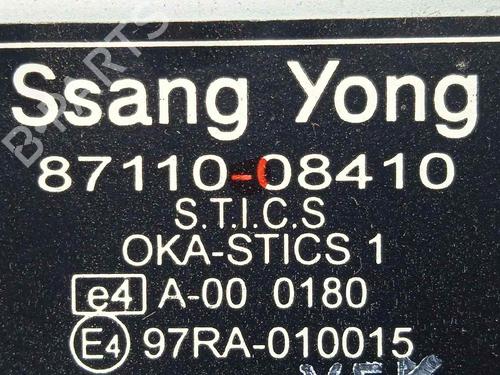 Ssang Yong
87110-08410
S.T.I.C.S
OKA-STICS 1
e4 A-00 0180
E4 97RA-010015